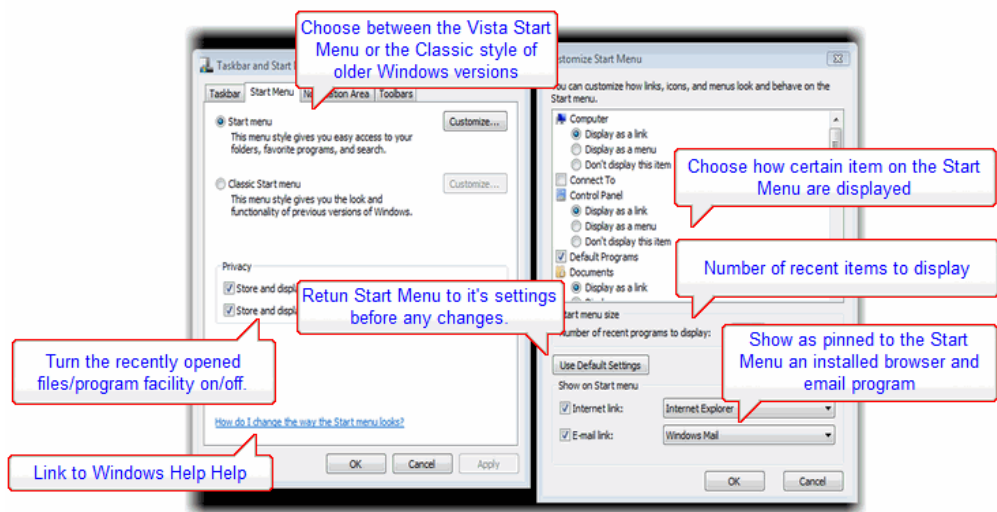 Choose between the Vista Start
Menu or the Classic style of
older Windows versions
Taskbar and Start
Taskbar
Start Menu
Area
Toolbars
Start menu
Customize...
This menu style gives you easy access to your
folders, favorite programs, and search.
Classic Start menu
Customize...
This menu style gives you the look and
functionality of previous versions of Windows.
Privacy
Store and
Store and
Turn the recently opened
files/program facility on/off.
How do I change the way the Start menu looks?
Link to Windows Help Help
OK
Cancel
Apply
Start Menu
can customize how links, icons, and menus look and behave on the
Start menu.
Computer
Display as a link
Display as a menu
Don't display this item
Connect To
Control Panel
Display as a link
Display as a menu
Don't display this item
Default Programs
Documents
Display as a link
Choose how certain item on the Start
Menu are displayed
Number of recent items to display
Retun Start Menu to it's settings
before any changes.
menu size
Number of recent programs to display:
Show as pinned to the Start
Menu an installed browser and
email program
Use Default Settings
Show on Start menu
Internet link:
Internet Explorer
E-mail link:
Windows Mail
OK
Cancel